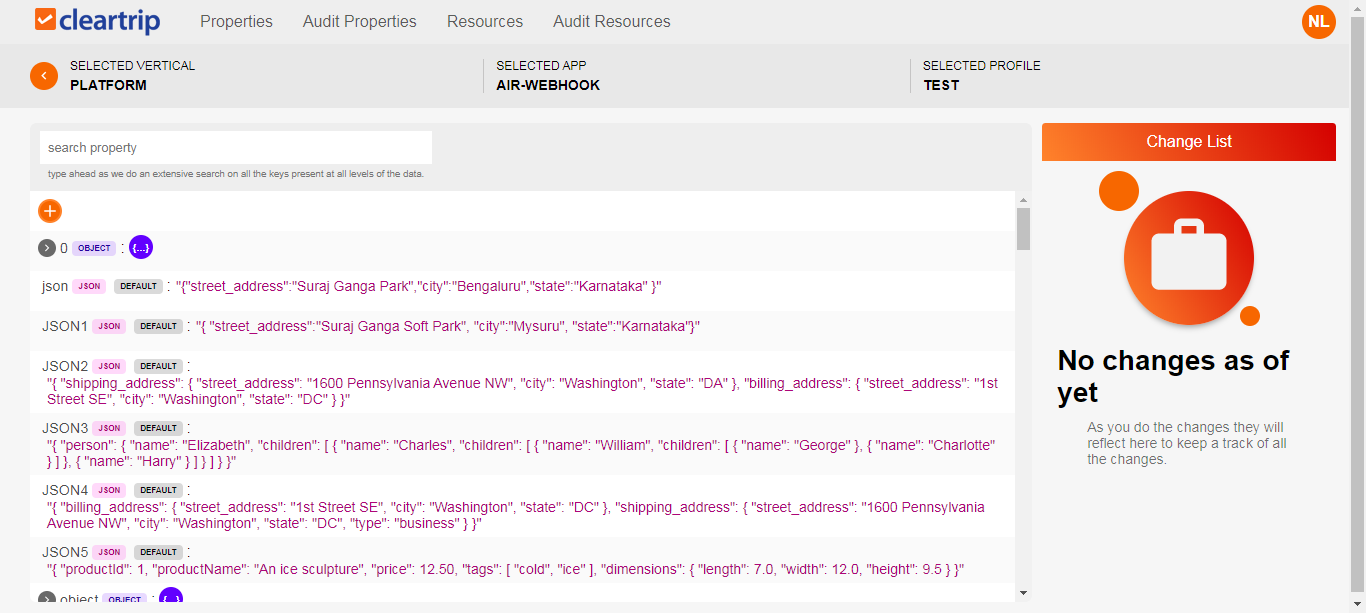 cleartrip Properties Audit Properties Resources Audit Resources NL
SELECTED VERTICAL SELECTED APP SELECTED PROFILE
PLATFORM AIR-WEBHOOK TEST
search property
type ahead as we do an extensive search on all the keys present at all levels of the data.
0 OBJECT : {...}
json JSON DEFAULT : "{"street_address":"Suraj Ganga Park","city":"Bengaluru","state":"Karnataka" }"
JSON1 JSON DEFAULT : "{ "street_address":"Suraj Ganga Soft Park", "city":"Mysuru", "state":"Karnataka"}"
JSON2 JSON DEFAULT :
"{ "shipping_address": { "street_address": "1600 Pennsylvania Avenue NW", "city": "Washington", "state": "DA" }, "billing_address": { "street_address": "1st
Street SE", "city": "Washington", "state": "DC" } }"
JSON3 JSON DEFAULT :
"{ "person": { "name": "Elizabeth", "children": [ { "name": "Charles", "children": [ { "name": "William", "children": [ { "name": "George" }, { "name": "Charlotte"
} ] }, { "name": "Harry" } ] } ] } }"
JSON4 JSON DEFAULT :
"{ "billing_address": { "street_address": "1st Street SE", "city": "Washington", "state": "DC" }, "shipping_address": { "street_address": "1600 Pennsylvania
Avenue NW", "city": "Washington", "state": "DC", "type": "business" } }"
JSON5 JSON DEFAULT :
"{ "productId": 1, "productName": "An ice sculpture", "price": 12.50, "tags": [ "cold", "ice" ], "dimensions": { "length": 7.0, "width": 12.0, "height": 9.5 } }"
object OBJECT : {...}
Change List
No changes as of
yet
As you do the changes they will
reflect here to keep a track of all
the changes.